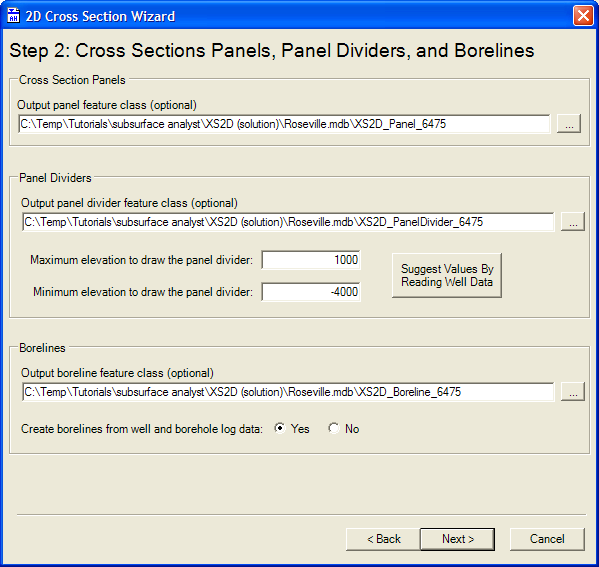 2D Cross Section Wizard
Step 2: Cross Sections Panels, Panel Dividers, and Borelines
Cross Section Panels
Output panel feature class (optional)
C:\Temp\Tutorials\subsurface analyst\XS2D (solution)\Roseville.mdb\XS2D_Panel_6475
...
Panel Dividers
Output panel divider feature class (optional)
C:\Temp\Tutorials\subsurface analyst\XS2D (solution)\Roseville.mdb\XS2D_PanelDivider_6475
...
Maximum elevation to draw the panel divider: 1000
Minimum elevation to draw the panel divider: -4000
Suggest Values By
Reading Well Data
Borelines
Output boreline feature class (optional)
C:\Temp\Tutorials\subsurface analyst\XS2D (solution)\Roseville.mdb\XS2D_Boreline_6475
...
Create borelines from well and borehole log data: Yes No
< Back Next > Cancel